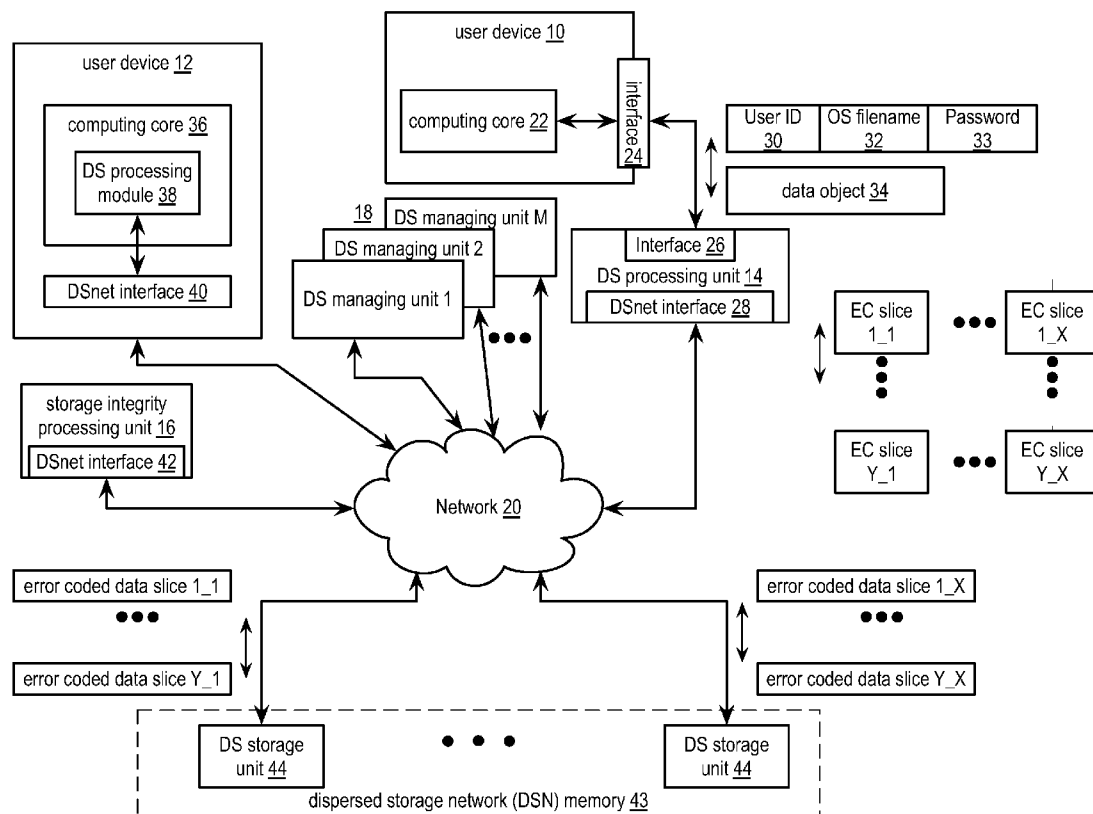 user device 10
user device 12
computing core 36
DS processing
module 38
DSnet interface 40
computing core 22
interface 24
User ID
30
OS filename
32
Password
33
data object 34
18
DS managing unit M
DS managing unit 2
DS managing unit 1
Interface 26
DS processing unit 14
DSnet interface 28
EC slice
1_1
EC slice
1_X
EC slice
Y_1
EC slice
Y_X
storage integrity
processing unit 16
DSnet interface 42
Network 20
error coded data slice 1_1
error coded data slice Y_1
error coded data slice 1_X
error coded data slice Y_X
DS storage
unit 44
DS storage
unit 44
dispersed storage network (DSN) memory 43